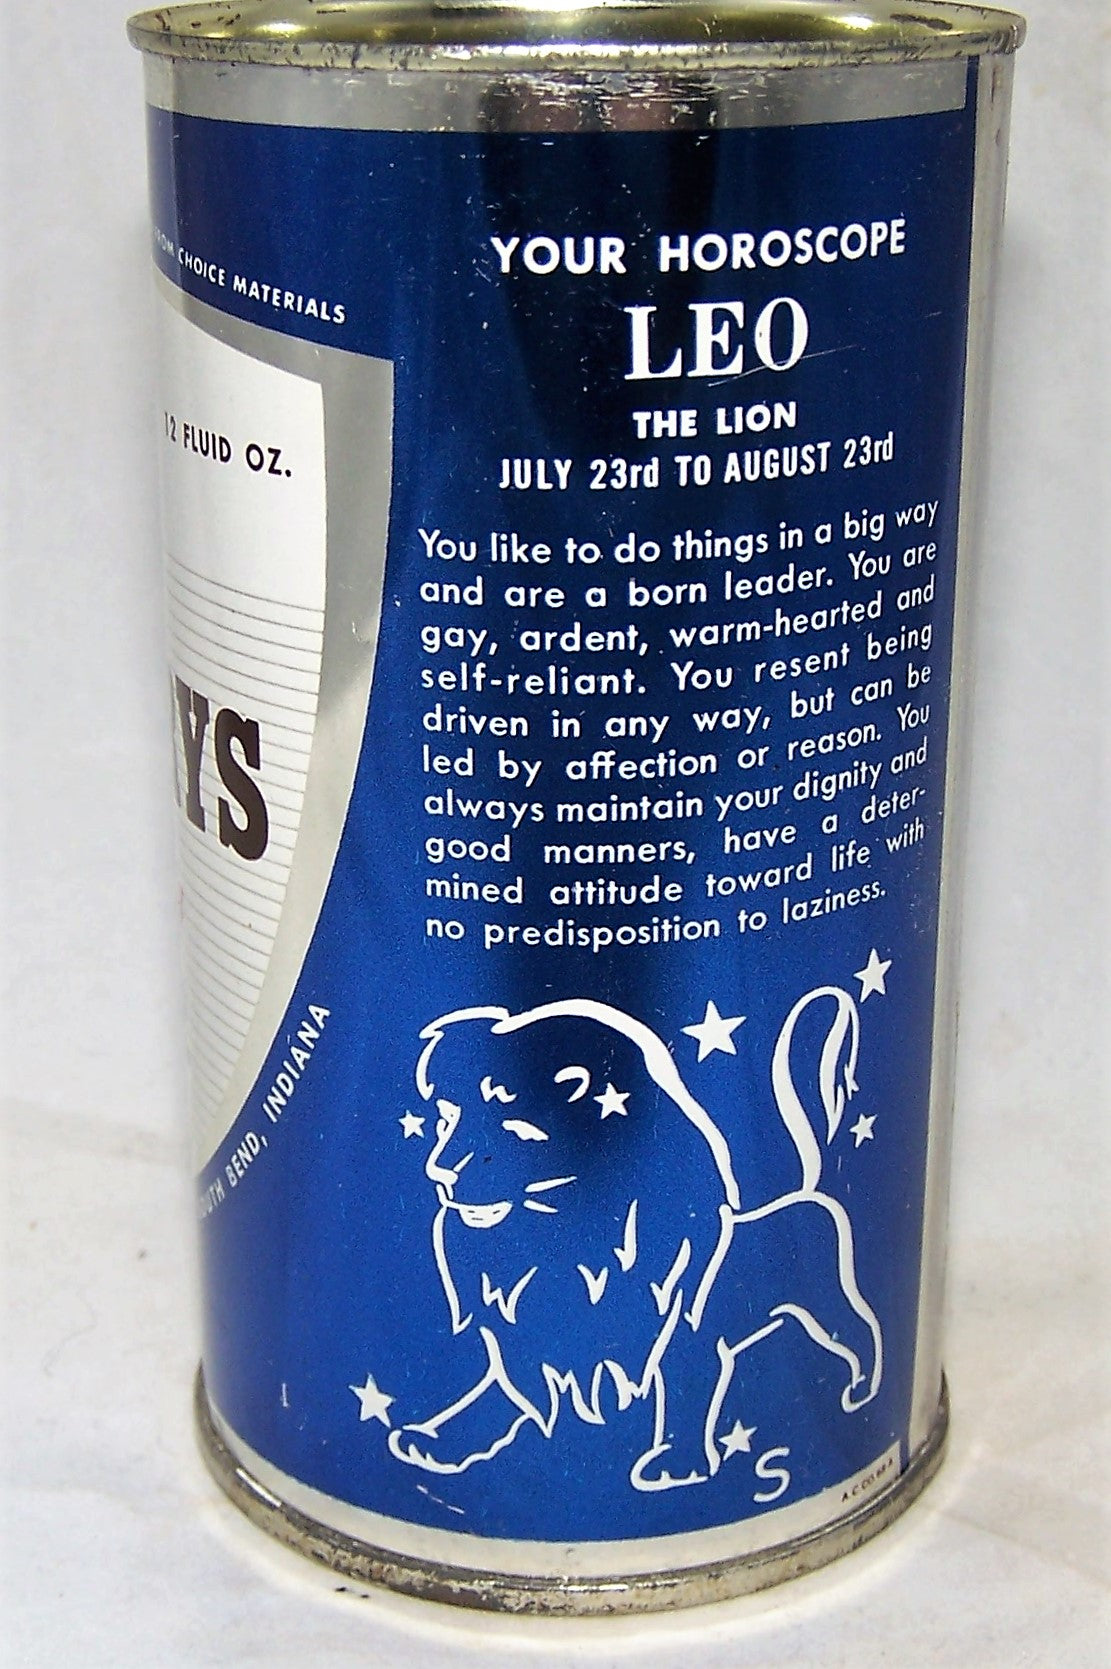 CHOICE MATERIALS
12 FLUID OZ.
YS
SOUTH BEND, INDIANA
YOUR HOROSCOPE
LEO
THE LION
JULY 23rd TO AUGUST 23rd
You like to do things in a big way
and are a born leader. You are
gay, ardent, warm-hearted and
self-reliant. You resent being
driven in any way, but can be
led by affection or reason. You
always maintain your dignity and
good manners, have a deter-
mined attitude toward life with
no predisposition to laziness.
S